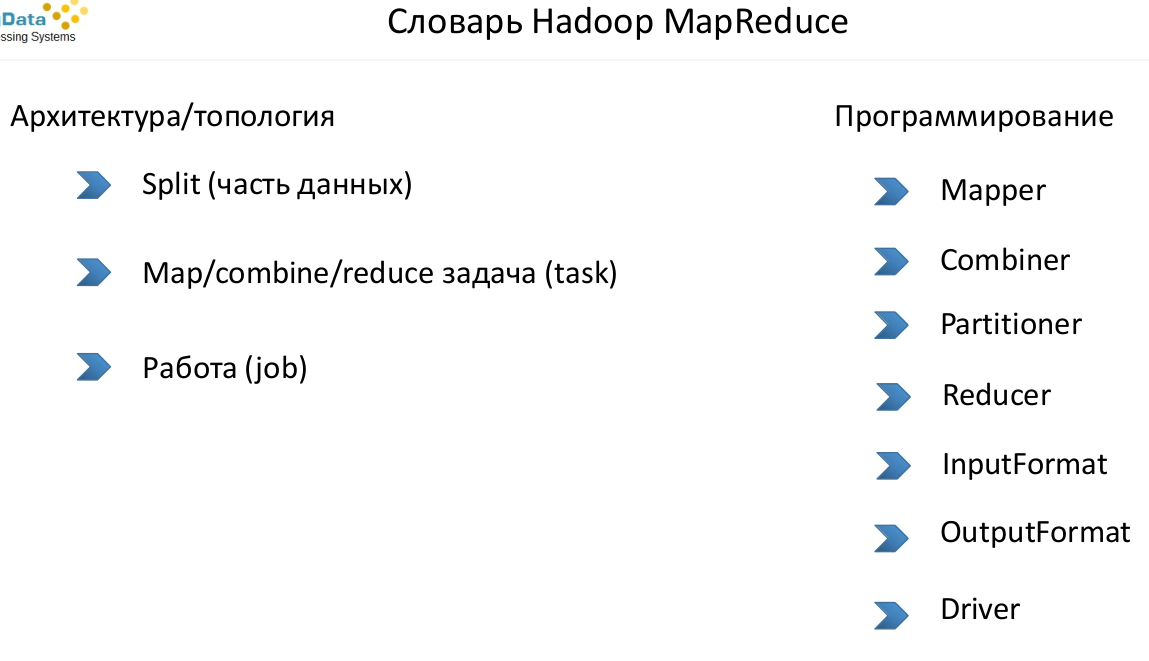 Data
ssing Systems
Словарь Hadoop MapReduce
Архитектура/топология
Split (часть данных)
Map/combine/reduce задача (task)
Работа (job)
Программирование
Mapper
Combiner
Partitioner
Reducer
InputFormat
OutputFormat
Driver